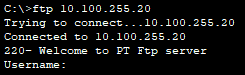 C:\>ftp 10.100.255.20
Trying to connect...10.100.255.20
Connected to 10.100.255.20
220- Welcome to PT Ftp server
Username: